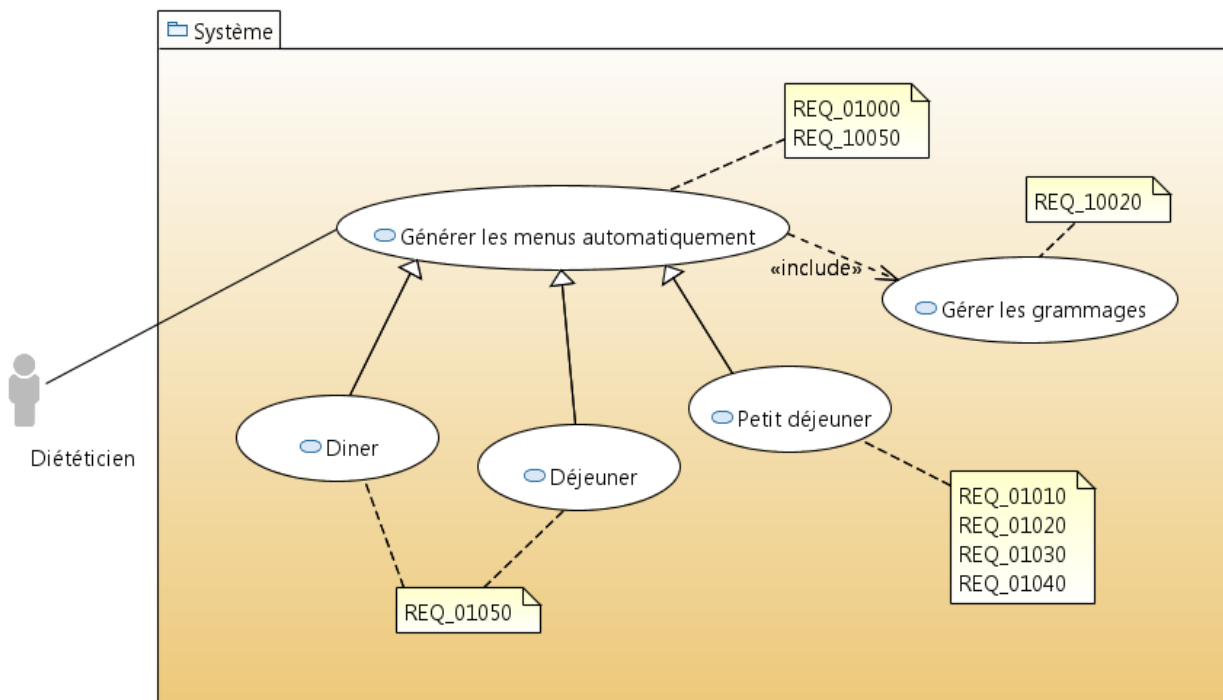 Système
REQ_01000
REQ_10050
REQ_10020
Générer les menus automatiquement
«include»
Gérer les grammages
Petit déjeuner
Diner
Diététicien
Déjeuner
REQ_01010
REQ_01020
REQ_01030
REQ_01040
REQ_01050